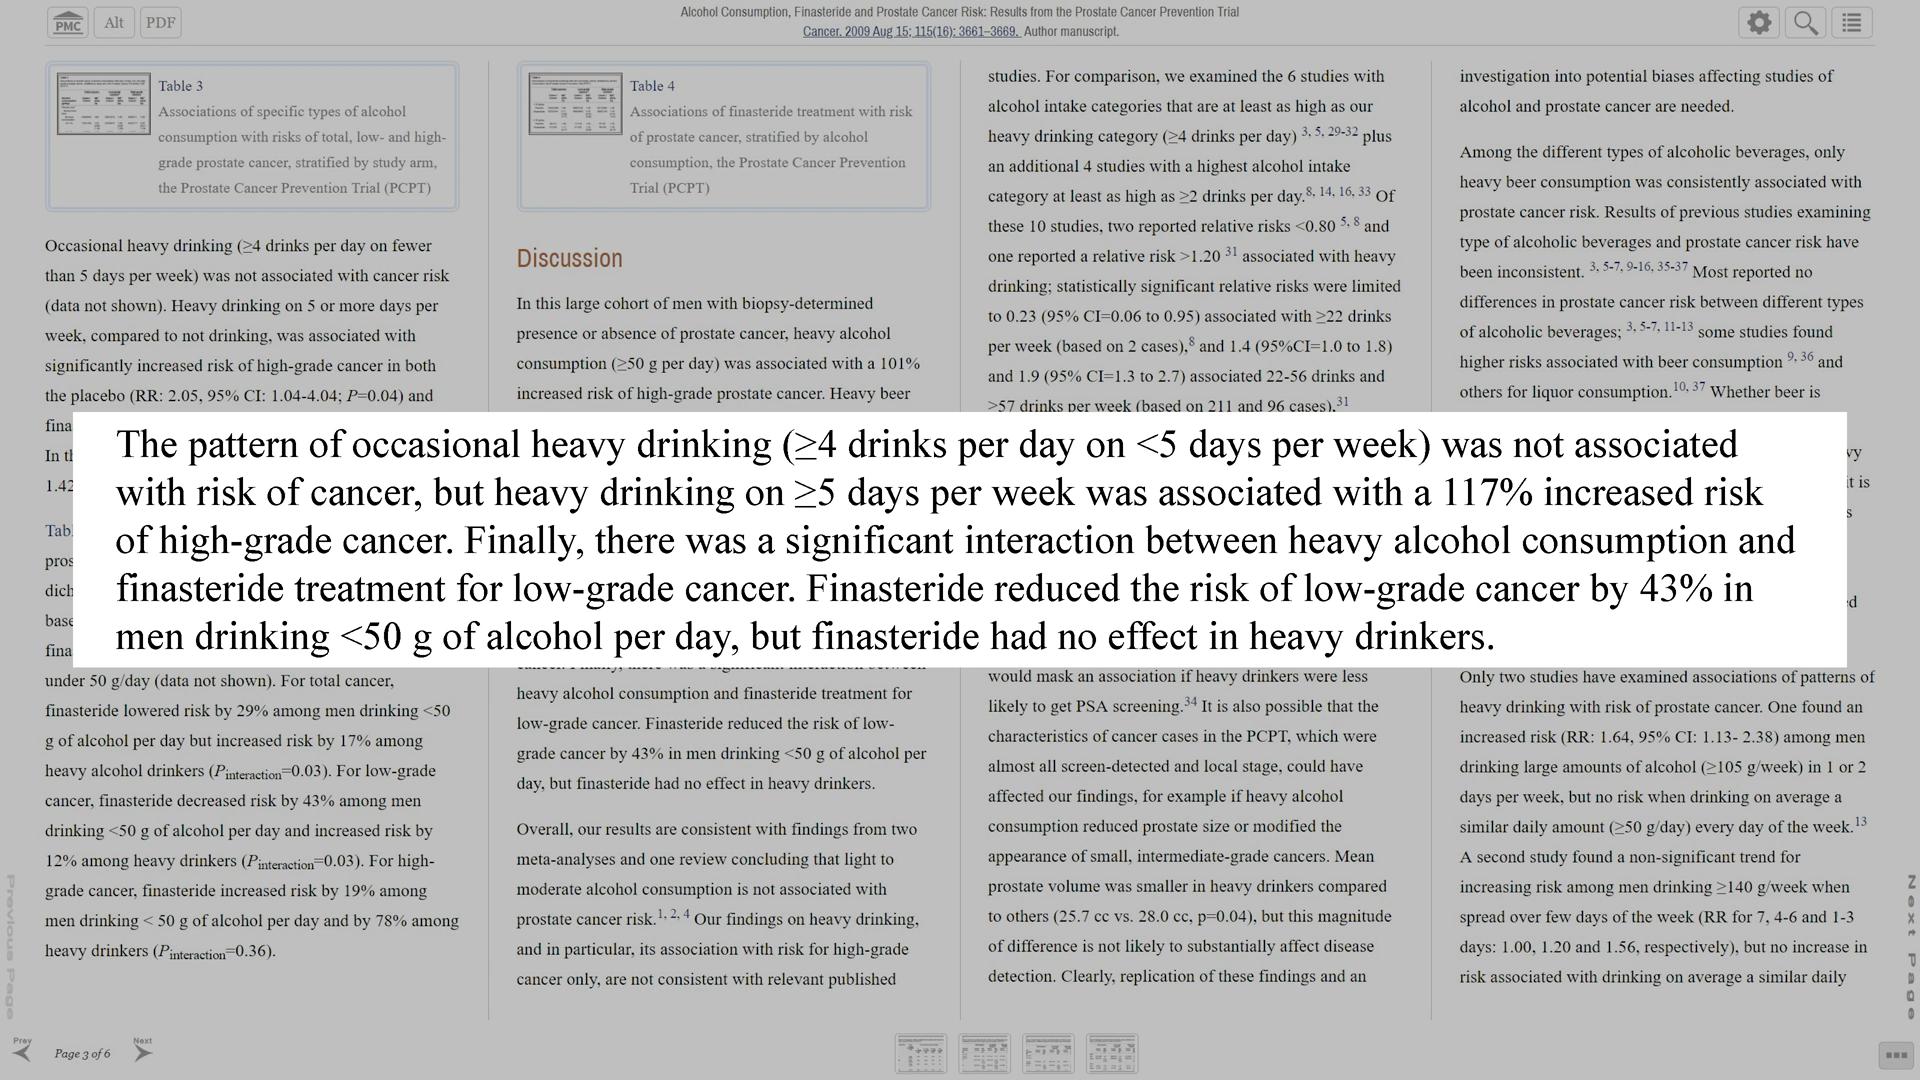 PMC
Alt
PDF
Alcohol Consumption, Finasteride and Prostate Cancer Risk: Results from the Prostate Cancer Prevention Trial
Cancer. 2009 Aug 15; 115(16): 3661–3669. Author manuscript.
Table 3
Associations of specific types of alcohol
consumption with risks of total, low- and high-
grade prostate cancer, stratified by study arm,
the Prostate Cancer Prevention Trial (PCPT)
Occasional heavy drinking (≥4 drinks per day on fewer
than 5 days per week) was not associated with cancer risk
(data not shown). Heavy drinking on 5 or more days per
week, compared to not drinking, was associated with
significantly increased risk of high-grade cancer in both
the placebo (RR: 2.05, 95% CI: 1.04-4.04; P=0.04) and
Table 4
Associations of finasteride treatment with risk
of prostate cancer, stratified by alcohol
consumption, the Prostate Cancer Prevention
Trial (PCPT)
Discussion
In this large cohort of men with biopsy-determined
presence or absence of prostate cancer, heavy alcohol
consumption (≥50 g per day) was associated with a 101%
increased risk of high-grade prostate cancer. Heavy beer
studies. For comparison, we examined the 6 studies with
alcohol intake categories that are at least as high as our
heavy drinking category (≥4 drinks per day) 3, 5, 29-32 plus
an additional 4 studies with a highest alcohol intake
category at least as high as ≥2 drinks per day.8, 14, 16, 33 Of
these 10 studies, two reported relative risks <0.80 5, 8 and
one reported a relative risk >1.20 31 associated with heavy
drinking; statistically significant relative risks were limited
to 0.23 (95% CI=0.06 to 0.95) associated with ≥22 drinks
per week (based on 2 cases),8 and 1.4 (95%CI=1.0 to 1.8)
and 1.9 (95% CI=1.3 to 2.7) associated 22-56 drinks and
≥57 drinks per week (based on 211 and 96 cases).31
investigation into potential biases affecting studies of
alcohol and prostate cancer are needed.
Among the different types of alcoholic beverages, only
heavy beer consumption was consistently associated with
prostate cancer risk. Results of previous studies examining
type of alcoholic beverages and prostate cancer risk have
been inconsistent. 3, 5-7, 9-16, 35-37 Most reported no
differences in prostate cancer risk between different types
of alcoholic beverages; 3, 5-7, 11-13 some studies found
higher risks associated with beer consumption 9, 36 and
others for liquor consumption.10, 37 Whether beer is
The pattern of occasional heavy drinking (≥4 drinks per day on <5 days per week) was not associated
with risk of cancer, but heavy drinking on ≥5 days per week was associated with a 117% increased risk
of high-grade cancer. Finally, there was a significant interaction between heavy alcohol consumption and
finasteride treatment for low-grade cancer. Finasteride reduced the risk of low-grade cancer by 43% in
men drinking <50 g of alcohol per day, but finasteride had no effect in heavy drinkers.
under 50 g/day (data not shown). For total cancer,
finasteride lowered risk by 29% among men drinking <50
g of alcohol per day but increased risk by 17% among
heavy alcohol drinkers (Pinteraction=0.03). For low-grade
cancer, finasteride decreased risk by 43% among men
drinking <50 g of alcohol per day and increased risk by
12% among heavy drinkers (Pinteraction=0.03). For high-
grade cancer, finasteride increased risk by 19% among
men drinking < 50 g of alcohol per day and by 78% among
heavy drinkers (Pinteraction=0.36).
heavy alcohol consumption and finasteride treatment for
low-grade cancer. Finasteride reduced the risk of low-
grade cancer by 43% in men drinking <50 g of alcohol per
day, but finasteride had no effect in heavy drinkers.
Overall, our results are consistent with findings from two
meta-analyses and one review concluding that light to
moderate alcohol consumption is not associated with
prostate cancer risk.1, 2, 4 Our findings on heavy drinking,
and in particular, its association with risk for high-grade
cancer only, are not consistent with relevant published
would mask an association if heavy drinkers were less
likely to get PSA screening.34 It is also possible that the
characteristics of cancer cases in the PCPT, which were
almost all screen-detected and local stage, could have
affected our findings, for example if heavy alcohol
consumption reduced prostate size or modified the
appearance of small, intermediate-grade cancers. Mean
prostate volume was smaller in heavy drinkers compared
to others (25.7 cc vs. 28.0 cc, p=0.04), but this magnitude
of difference is not likely to substantially affect disease
detection. Clearly, replication of these findings and an
Only two studies have examined associations of patterns of
heavy drinking with risk of prostate cancer. One found an
increased risk (RR: 1.64, 95% CI: 1.13- 2.38) among men
drinking large amounts of alcohol (≥105 g/week) in 1 or 2
days per week, but no risk when drinking on average a
similar daily amount (≥50 g/day) every day of the week.13
A second study found a non-significant trend for
increasing risk among men drinking ≥140 g/week when
spread over few days of the week (RR for 7, 4-6 and 1-3
days: 1.00, 1.20 and 1.56, respectively), but no increase in
risk associated with drinking on average a similar daily
Previous Page
Next Page
Prev
Page 3 of 6
Next